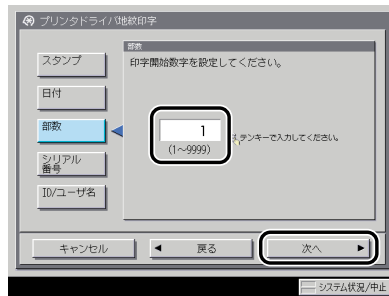 プリンタドライバ地紋印字
部数
スタンプ
印字開始数字を設定してください。
日付
部数
1
テンキーで入力してください。
(1~9999)
シリアル
番号
ID/ユーザ名
キャンセル
◀ 戻る
次へ ▶
システム状況/中止